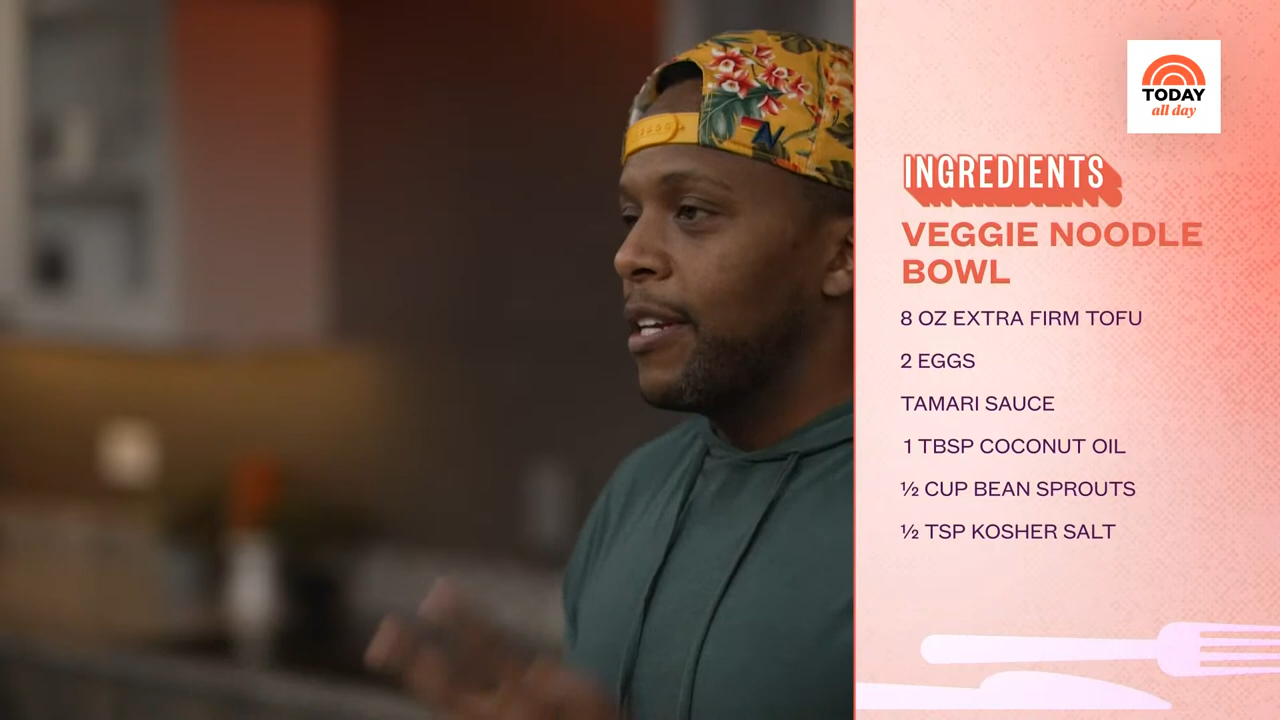 TODAY
all day
INGREDIENTS
VEGGIE NOODLE
BOWL
8 OZ EXTRA FIRM TOFU
2 EGGS
TAMARI SAUCE
1 TBSP COCONUT OIL
½ CUP BEAN SPROUTS
½ TSP KOSHER SALT